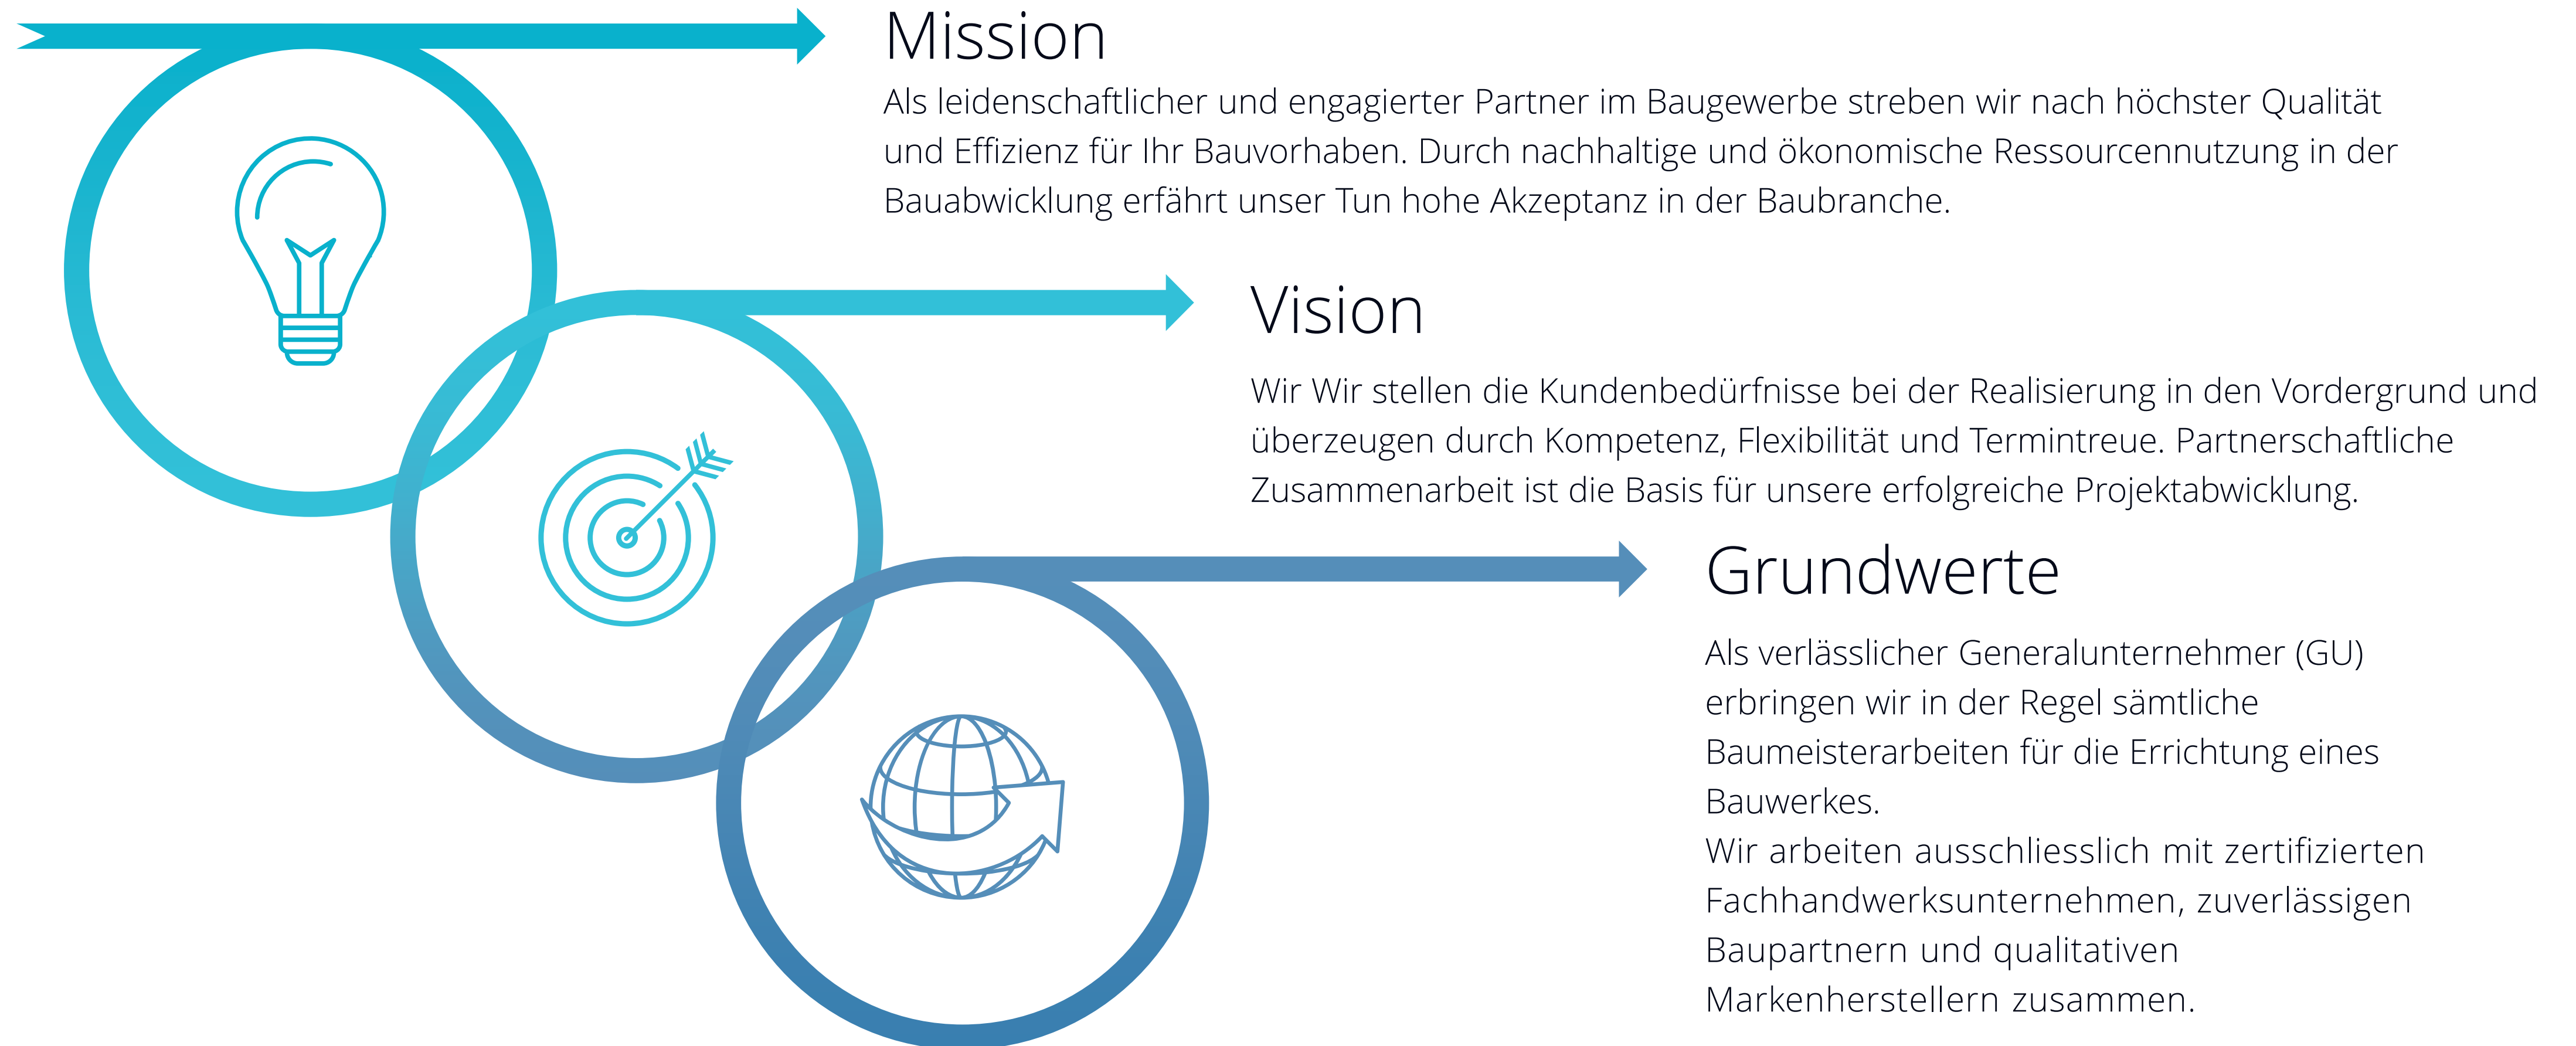 Mission
Als leidenschaftlicher und engagierter Partner im Baugewerbe streben wir nach höchster Qualität
und Effizienz für Ihr Bauvorhaben. Durch nachhaltige und ökonomische Ressourcennutzung in der
Bauabwicklung erfährt unser Tun hohe Akzeptanz in der Baubranche.
Vision
Wir Wir stellen die Kundenbedürfnisse bei der Realisierung in den Vordergrund und
überzeugen durch Kompetenz, Flexibilität und Termintreue. Partnerschaftliche
Zusammenarbeit ist die Basis für unsere erfolgreiche Projektabwicklung.
Grundwerte
Als verlässlicher Generalunternehmer (GU)
erbringen wir in der Regel sämtliche
Baumeisterarbeiten für die Errichtung eines
Bauwerkes.
Wir arbeiten ausschliesslich mit zertifizierten
Fachhandwerksunternehmen, zuverlässigen
Baupartnern und qualitativen
Markenherstellern zusammen.